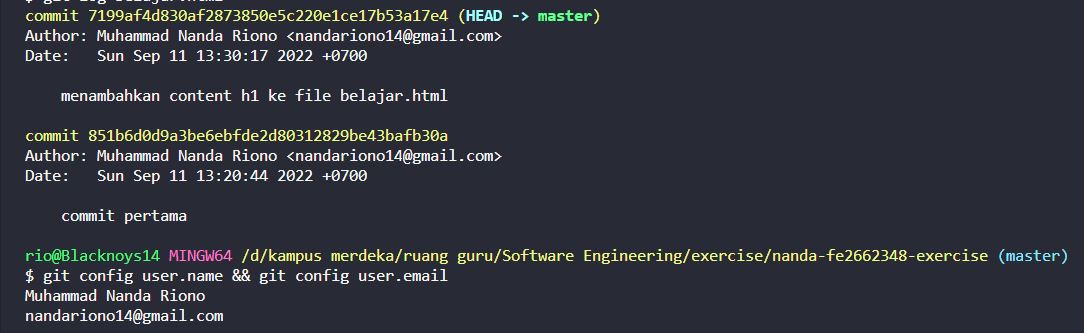 commit 7199af4d830af2873850e5c220e1ce17b53a17e4 (HEAD -> master)
Author: Muhammad Nanda Riono <nandariono14@gmail.com>
Date:   Sun Sep 11 13:30:17 2022 +0700
menambahkan content h1 ke file belajar.html
commit 851b6d0d9a3be6ebfde2d80312829be43bafb30a
Author: Muhammad Nanda Riono <nandariono14@gmail.com>
Date:   Sun Sep 11 13:20:44 2022 +0700
commit pertama
rio@Blacknoys14 MINGW64 /d/kampus merdeka/ruang guru/Software Engineering/exercise/nanda-fe2662348-exercise (master)
$ git config user.name && git config user.email
Muhammad Nanda Riono
nandariono14@gmail.com